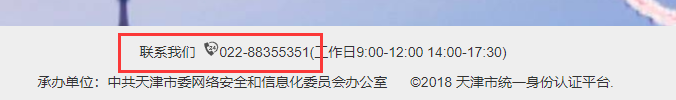 联系我们 022-88355351(工作日9:00-12:00 14:00-17:30)
承办单位：中共天津市委网络安全和信息化委员会办公室 ©2018 天津市统一身份认证平台.